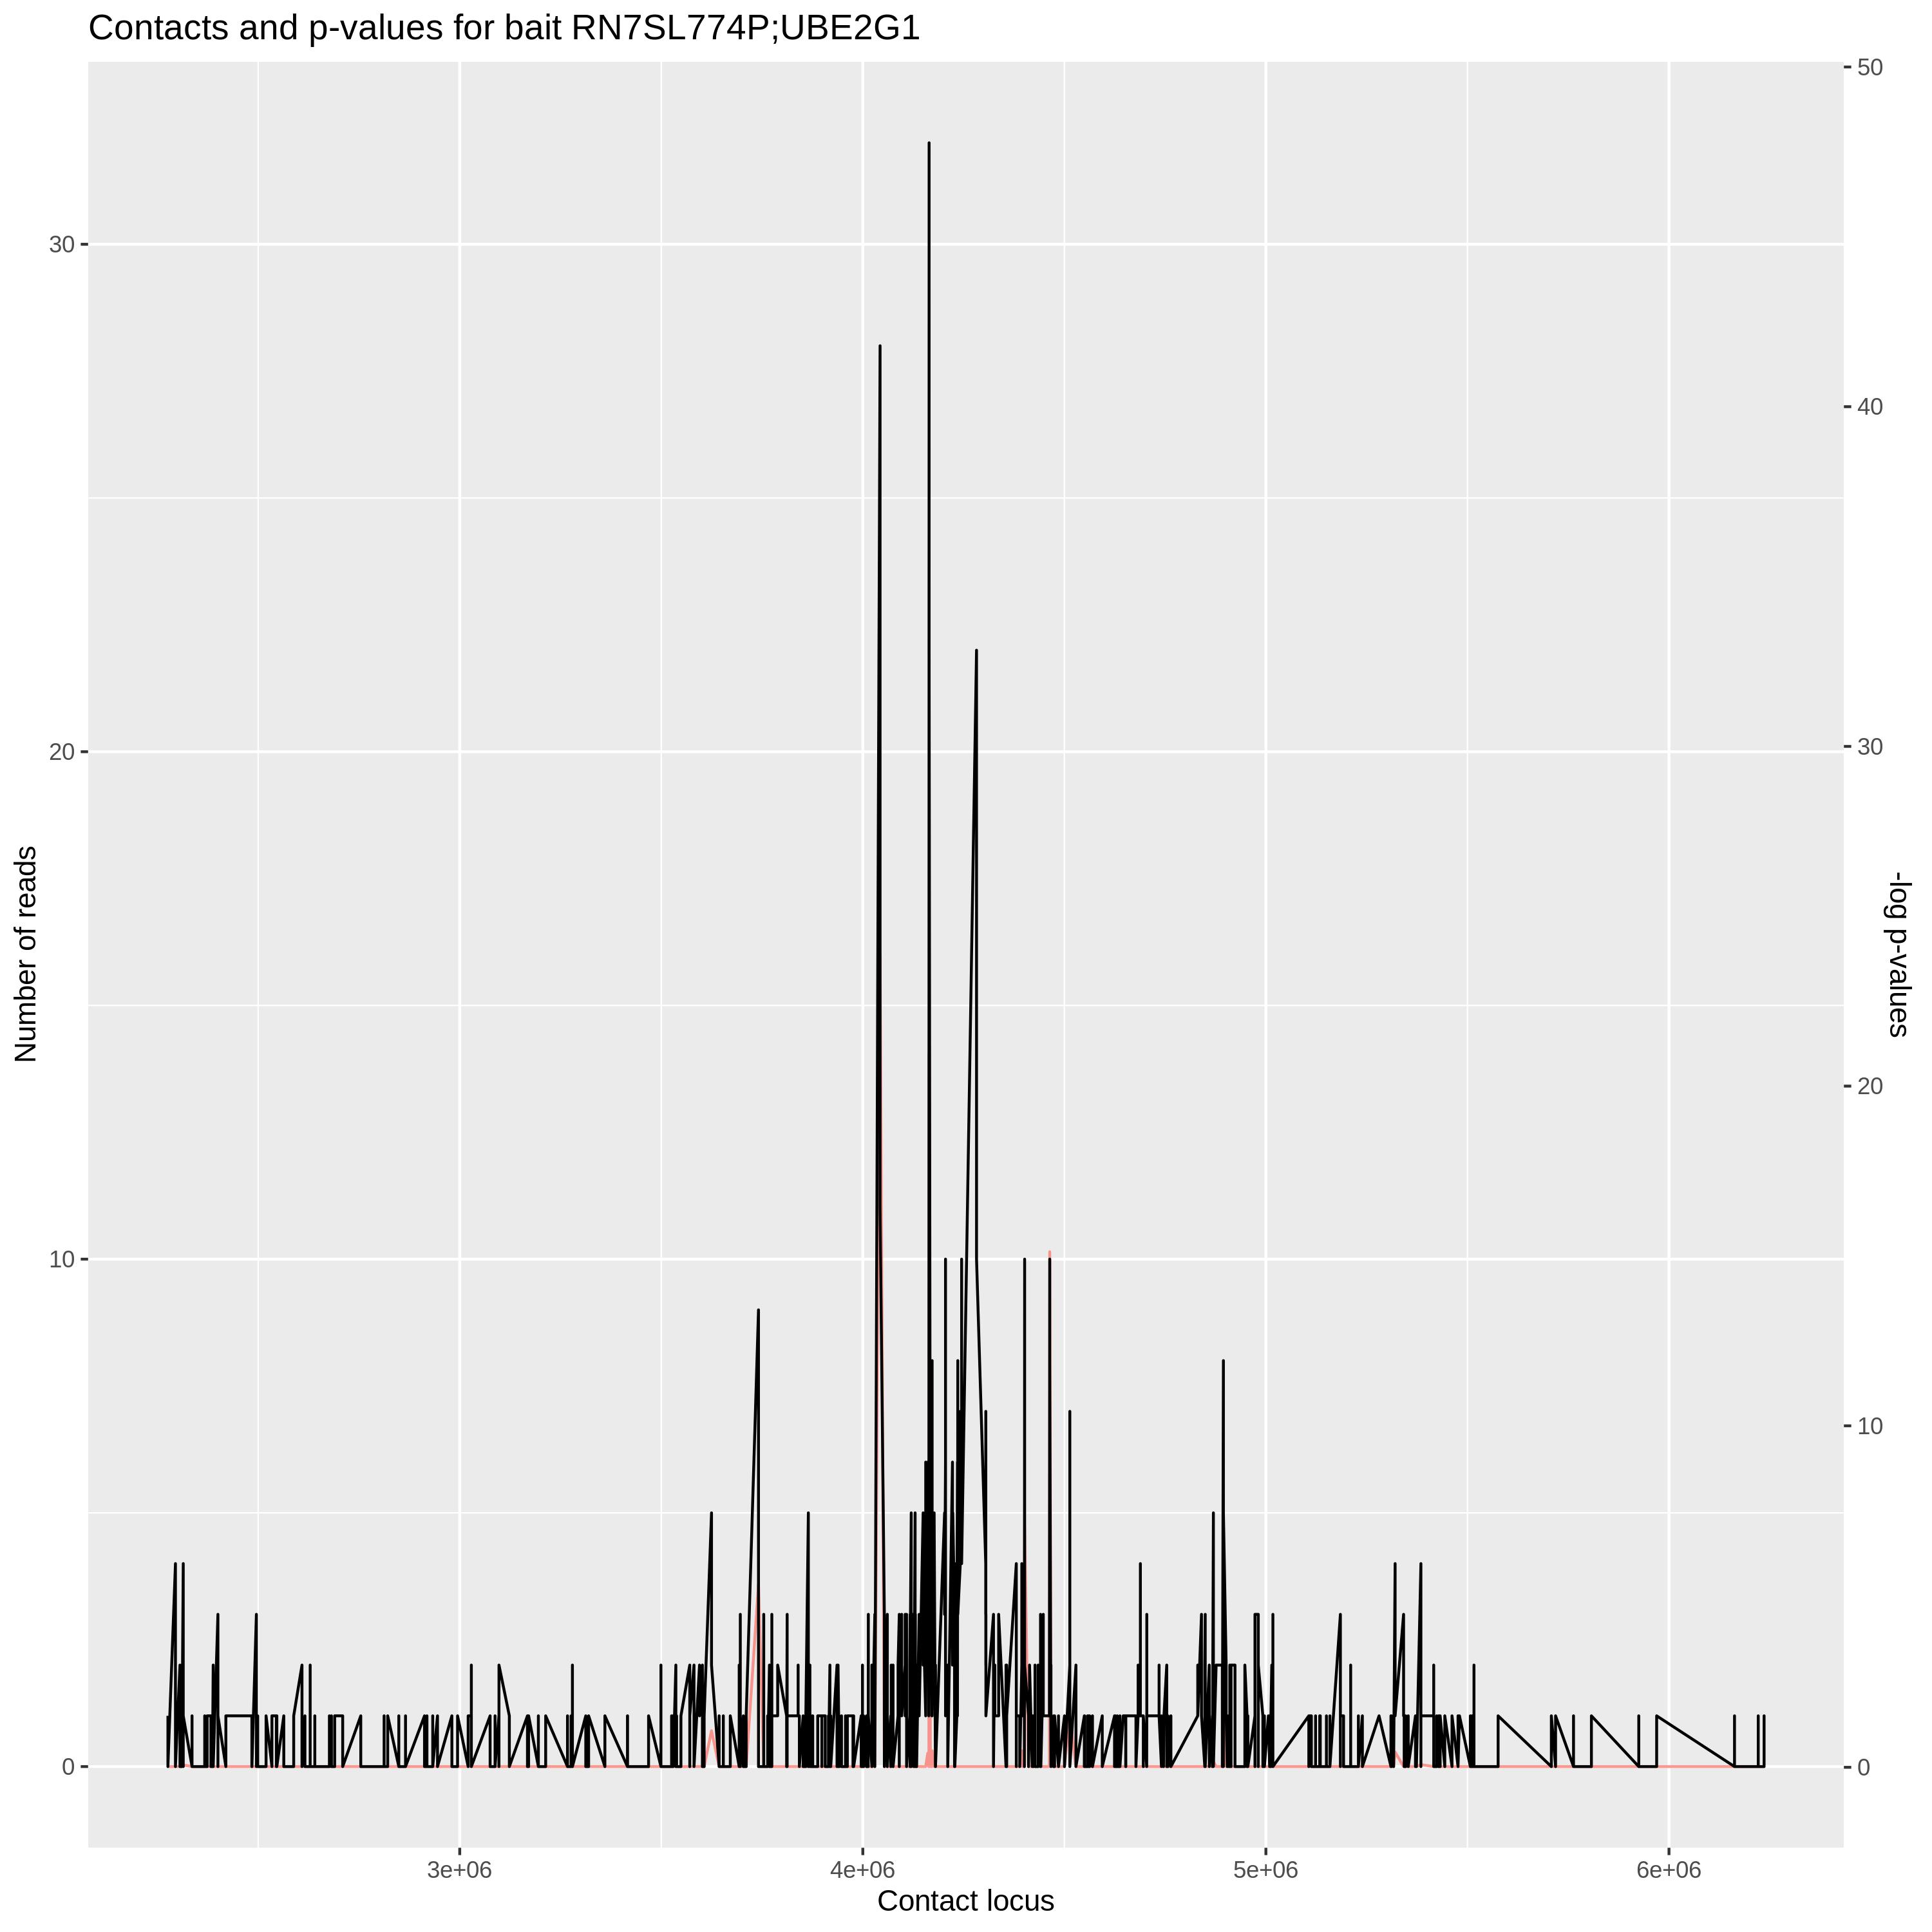 Contacts and p-values for bait RN7SL774P;UBE2G1
50
30
40
20
30
Number of reads
-log p-values
20
10
10
0
0
3e+06
4e+06
5e+06
6e+06
Contact locus